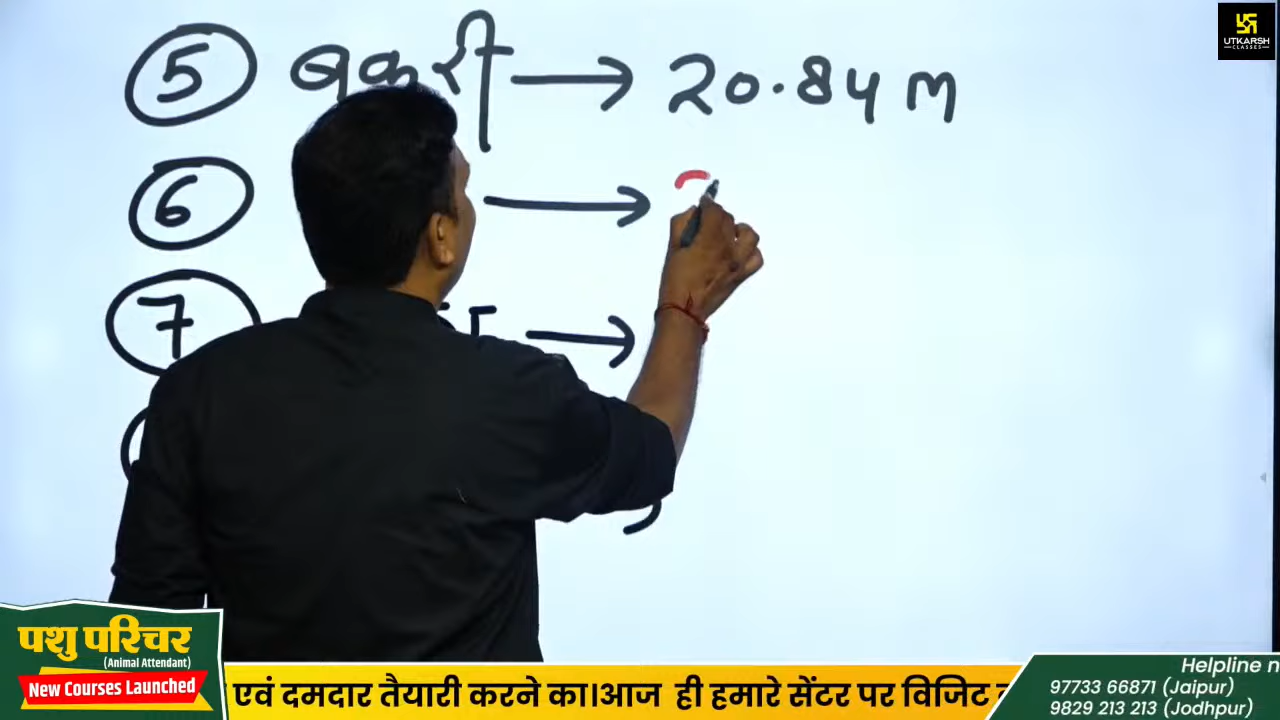 UTKARSH
CLASSES
5 बकरी → 20.84 m
6 →
7 →
पशु परिचर
(Animal Attendant)
New Courses Launched
एवं दमदार तैयारी करने का।आज ही हमारे सेंटर पर विजिट
Helpline n
97733 66871 (Jaipur)
9829 213 213 (Jodhpur)